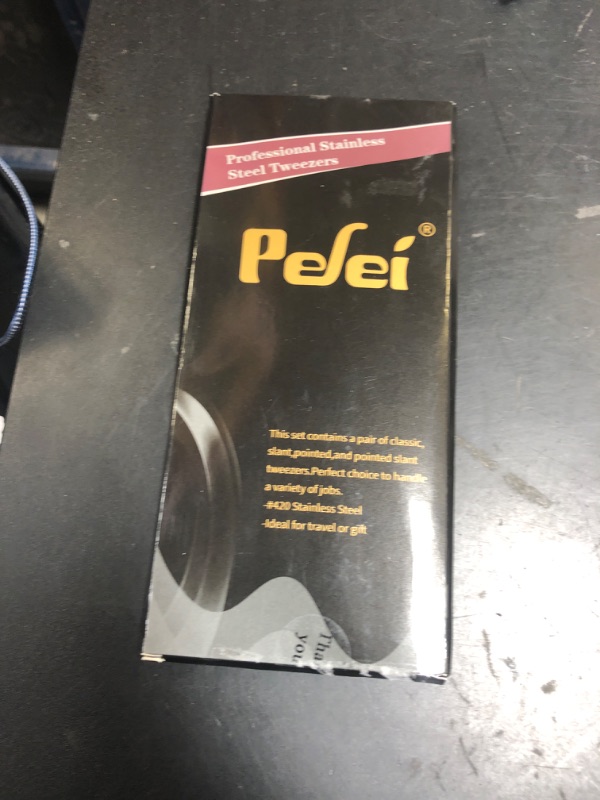 Professional Stainless
Steel Tweezers
Pesei®
This set contains a pair of classic,
slant,pointed,and pointed slant
tweezers.Perfect choice to handle
a variety of jobs.
-#420 Stainless Steel
-Ideal for travel or gift
you